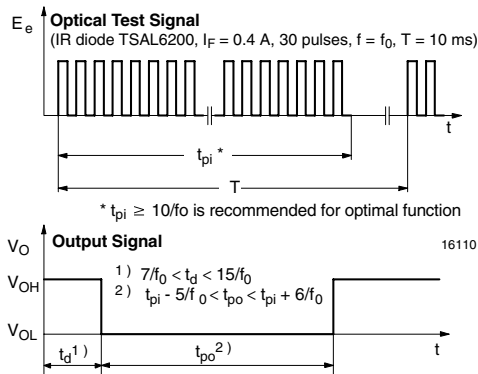 E_e Optical Test Signal
(IR diode TSAL6200, I_F = 0.4 A, 30 pulses, f = f_0, T = 10 ms)
t
t_pi *
T
* t_pi ≥ 10/fo is recommended for optimal function
V_O Output Signal 16110
V_OH
1) 7/f_0 < t_d < 15/f_0
2) t_pi - 5/f_0 < t_po < t_pi + 6/f_0
V_OL
t_d 1) t_po 2) t